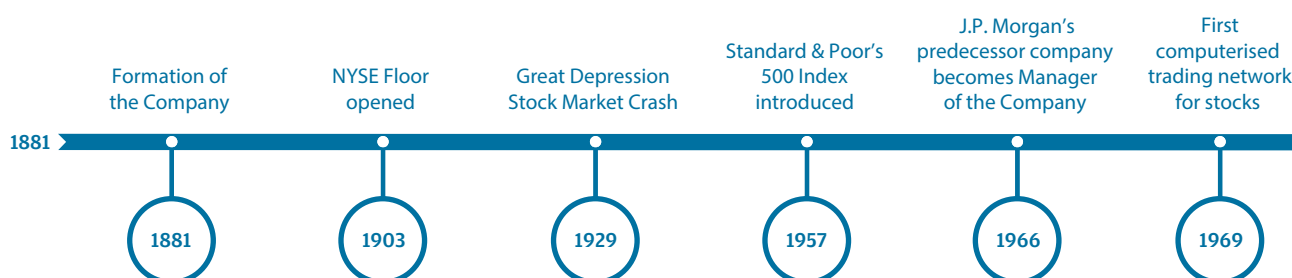 Formation of
the Company
NYSE Floor
opened
Great Depression
Stock Market Crash
Standard & Poor’s
500 Index
introduced
J.P. Morgan’s
predecessor company
becomes Manager
of the Company
First
computerised
trading network
for stocks
1881
1881
1903
1929
1957
1966
1969